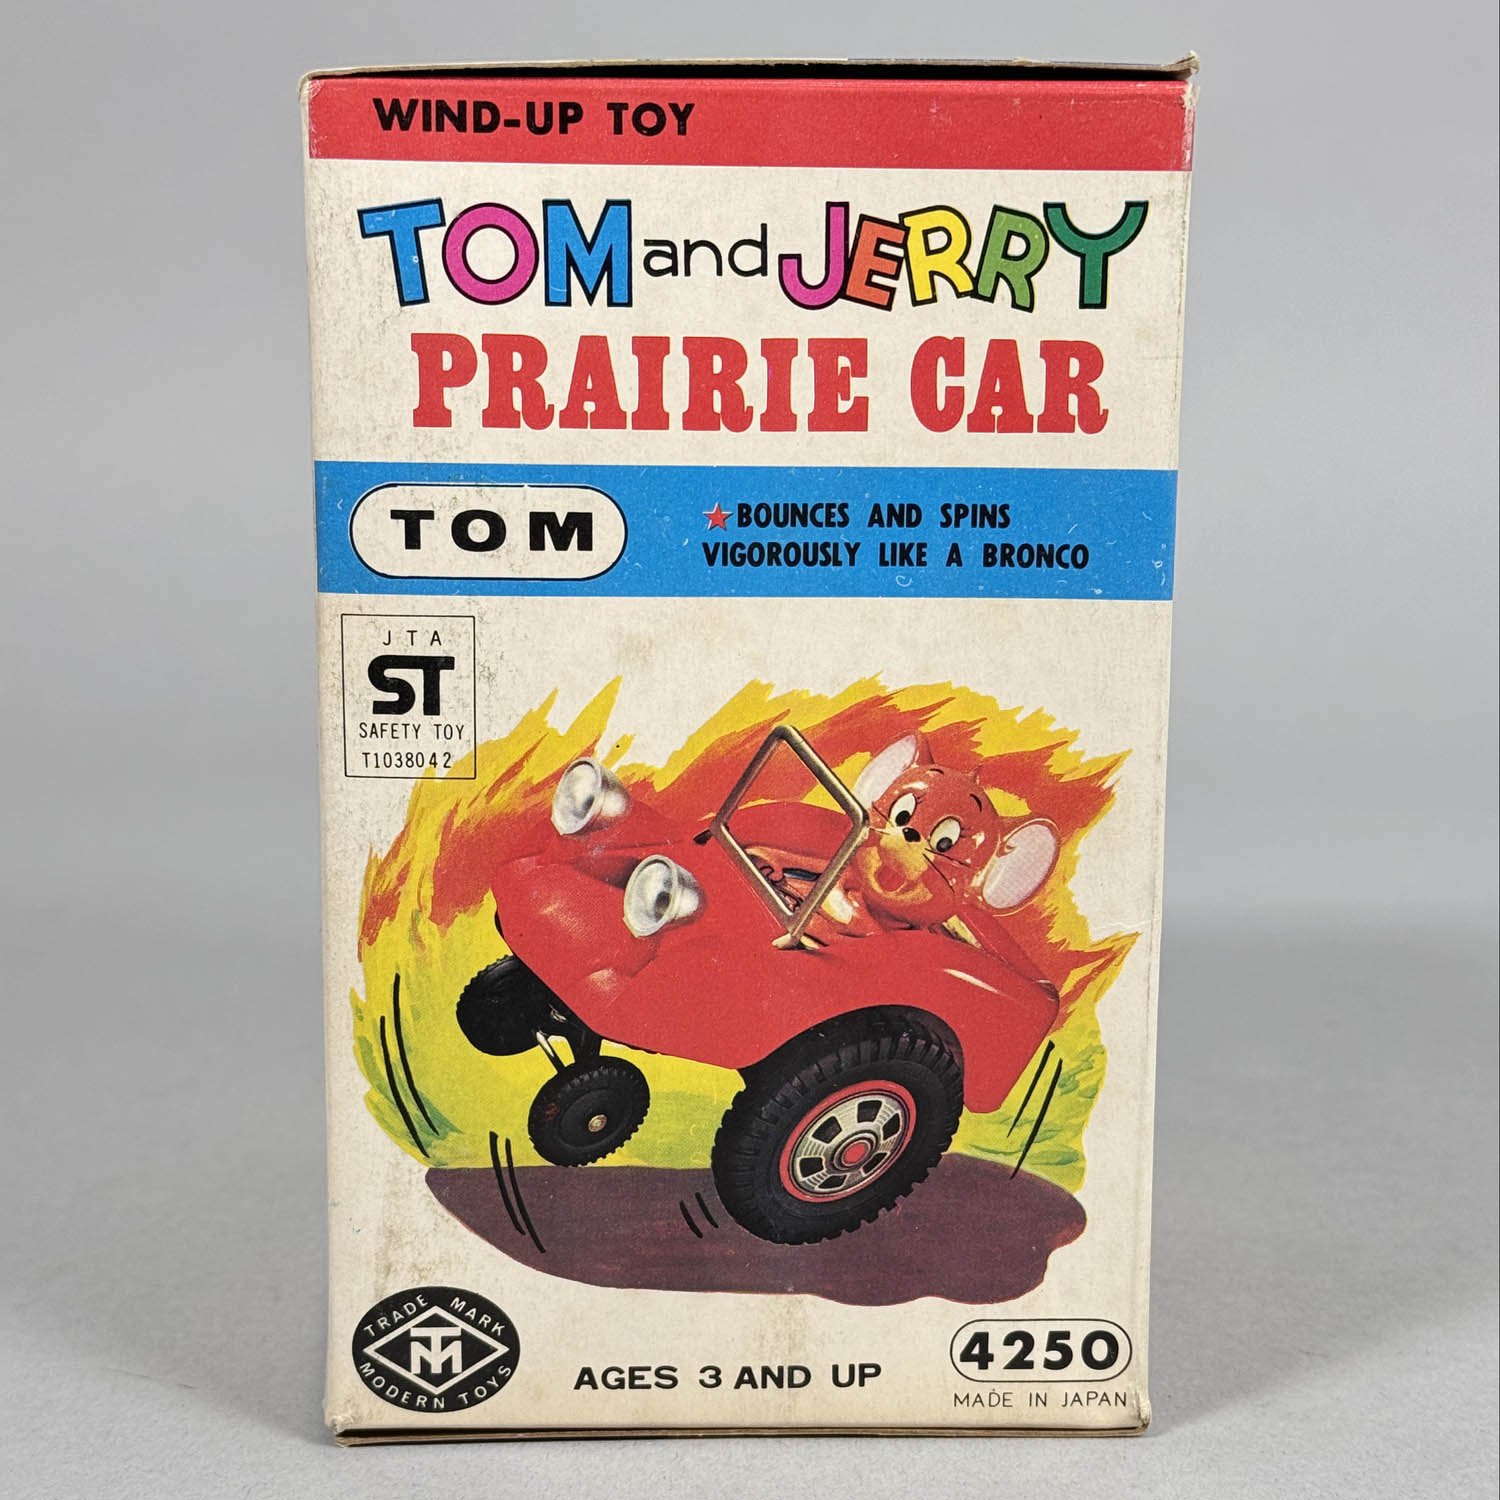 WIND-UP TOY
TOM and JERRY
PRAIRIE CAR
TOM
★BOUNCES AND SPINS
VIGOROUSLY LIKE A BRONCO
JTA
ST
SAFETY TOY
T1038042
TRADE MARK
TM
MODERN TOYS
AGES 3 AND UP
4250
MADE IN JAPAN